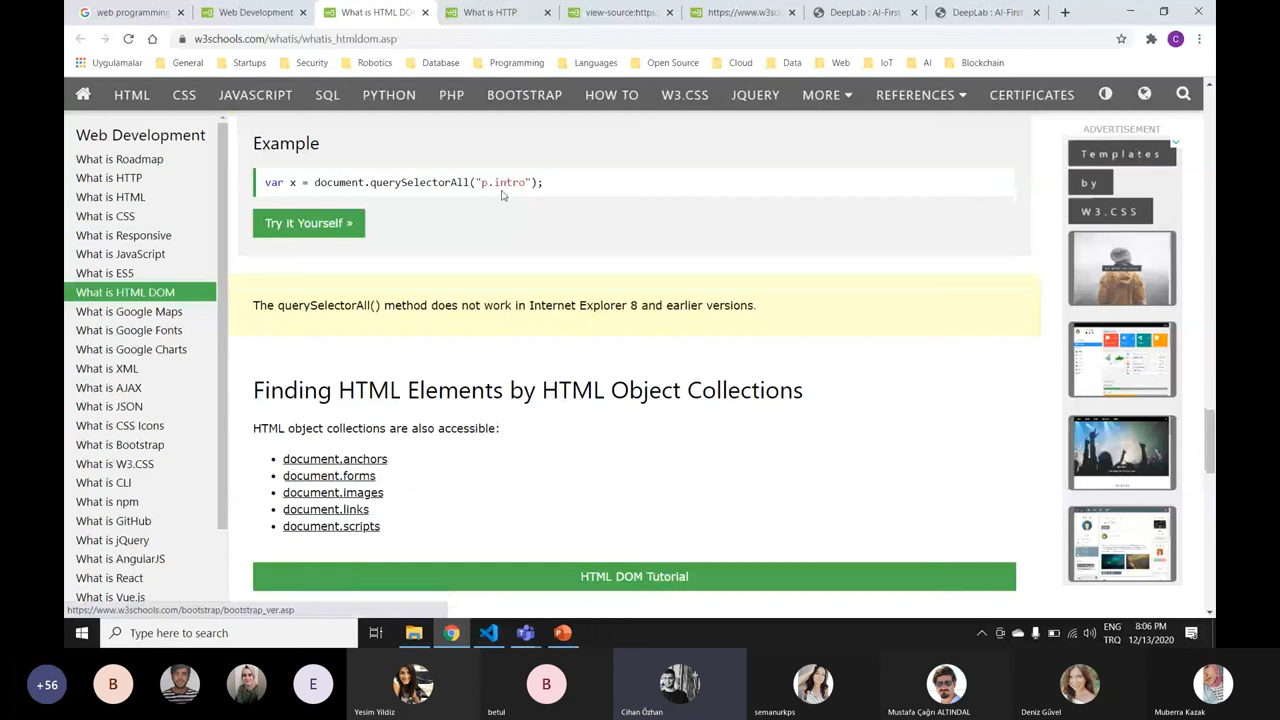 web programming
Web Development
What is HTML DO
What is HTTP
view-source:https:
https://www.w3sc
DeepLab : AI-First
DeepLab : AI-First
w3schools.com/whatis/whatis_htmldom.asp
C
Uygulamalar
General
Startups
Security
Robotics
Database
Programming
Languages
Open Source
Cloud
Data
Web
IoT
AI
Blockchain
HTML CSS JAVASCRIPT SQL PYTHON PHP BOOTSTRAP HOW TO W3.CSS JQUERY MORE REFERENCES CERTIFICATES
Web Development
What is Roadmap
What is HTTP
What is HTML
What is CSS
What is Responsive
What is JavaScript
What is ES5
What is HTML DOM
What is Google Maps
What is Google Fonts
What is Google Charts
What is XML
What is AJAX
What is JSON
What is CSS Icons
What is Bootstrap
What is W3.CSS
What is CLI
What is npm
What is GitHub
What is jQuery
What is AngularJS
What is React
What is Vue.js
Example
var x = document.querySelectorAll("p.intro");
Try it Yourself »
The querySelectorAll() method does not work in Internet Explorer 8 and earlier versions.
Finding HTML Elements by HTML Object Collections
HTML object collections are also accessible:
• document.anchors
• document.forms
• document.images
• document.links
• document.scripts
HTML DOM Tutorial
ADVERTISEMENT
Templates
by
W3.CSS
https://www.w3schools.com/bootstrap/bootstrap_ver.asp
Type here to search
ENG
TRQ
8:06 PM
12/13/2020
+56
B
E
Yesim Yildiz
B
betul
Cihan Özhan
semanurkps
Mustafa Çağrı ALTINDAL
Deniz Güvel
Muberra Kazak